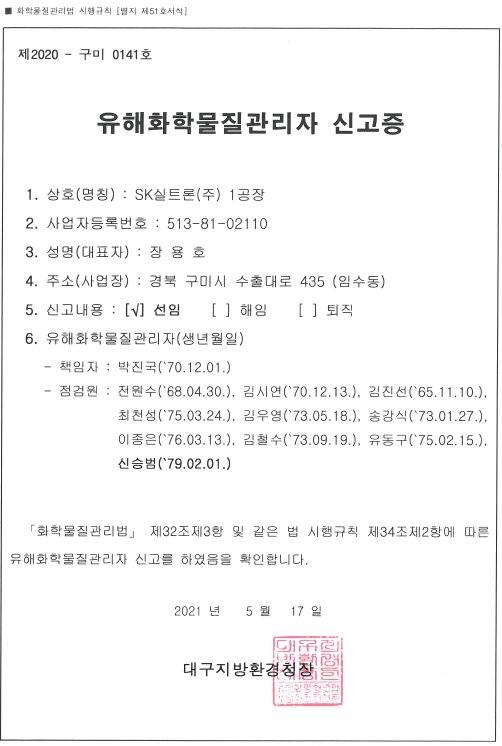 ■ 화학물질관리법 시행규칙 [별지 제51호서식]
제2020 - 구미 0141호
유해화학물질관리자 신고증
1. 상호(명칭) : SK실트론(주) 1공장
2. 사업자등록번호 : 513-81-02110
3. 성명(대표자) : 장 용 호
4. 주소(사업장) : 경북 구미시 수출대로 435 (임수동)
5. 신고내용 : [√] 선임 [ ] 해임 [ ] 퇴직
6. 유해화학물질관리자(생년월일)
- 책임자 : 박진국(`70.12.01.)
- 점검원 : 전원수(`68.04.30.), 김시연(`70.12.13.), 김진선(`65.11.10.),
최천성(`75.03.24.), 김우영(`73.05.18.), 송강식(`73.01.27.),
이종은(`76.03.13.), 김철수(`73.09.19.), 유동구(`75.02.15.),
신승범(`79.02.01.)
「화학물질관리법」 제32조제3항 및 같은 법 시행규칙 제34조제2항에 따른
유해화학물질관리자 신고를 하였음을 확인합니다.
2021 년 5 월 17 일
대구지방환경청장